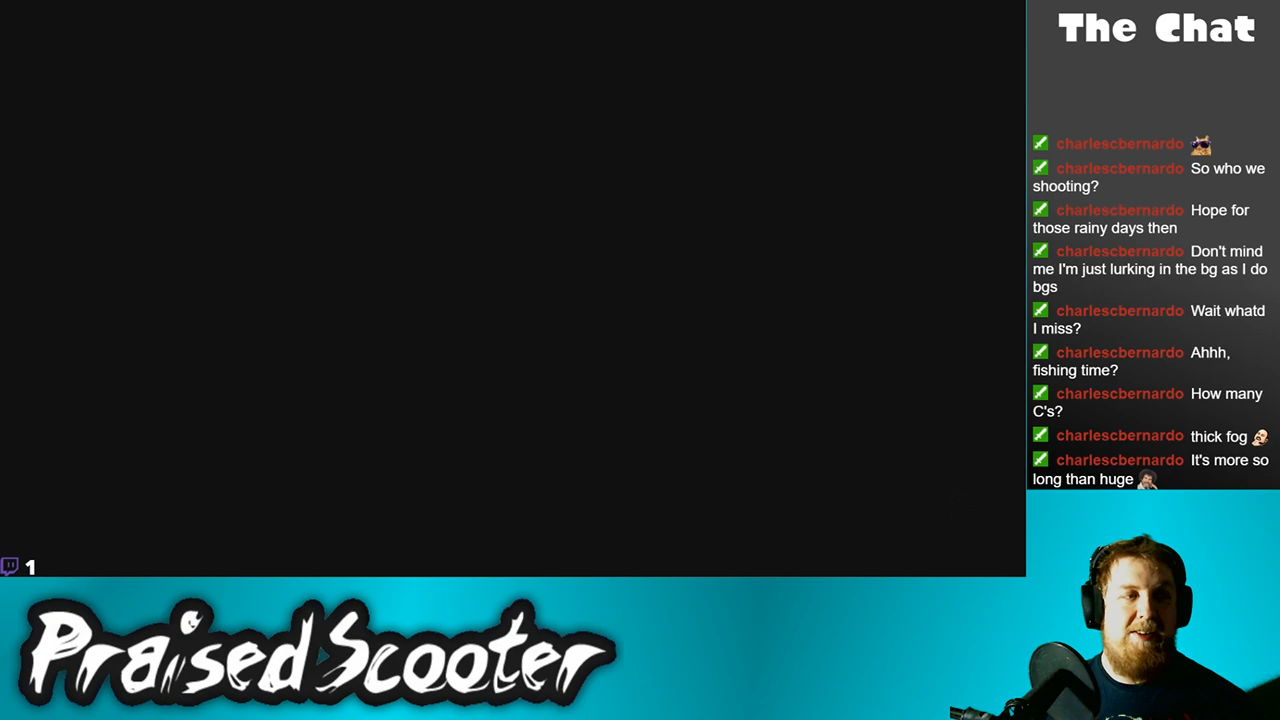 The Chat
charlescbernardo
charlescbernardo So who we
shooting?
charlescbernardo Hope for
those rainy days then
charlescbernardo Don't mind
me I'm just lurking in the bg as I do
bgs
charlescbernardo Wait whatd
I miss?
charlescbernardo Ahhh,
fishing time?
charlescbernardo How many
C's?
charlescbernardo thick fog
charlescbernardo It's more so
long than huge
1
PraisedScooter